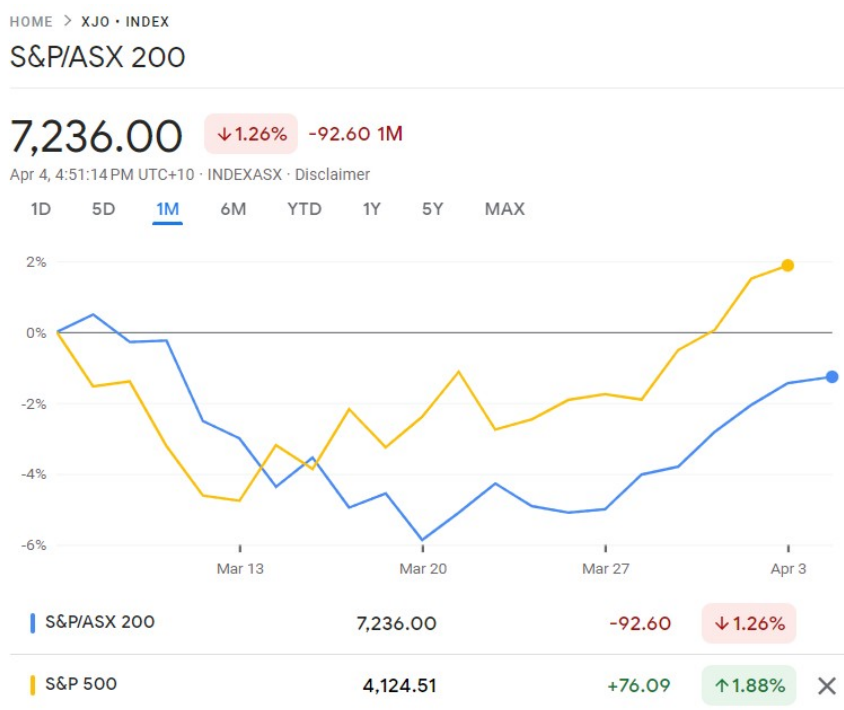 HOME > XJO • INDEX
S&P/ASX 200
7,236.00 ↓1.26% -92.60 1M
Apr 4, 4:51:14 PM UTC+10 · INDEXASX · Disclaimer
1D 5D 1M 6M YTD 1Y 5Y MAX
2%
0%
-2%
-4%
-6%
Mar 13 Mar 20 Mar 27 Apr 3
S&P/ASX 200 7,236.00 -92.60 ↓1.26%
S&P 500 4,124.51 +76.09 ↑1.88%